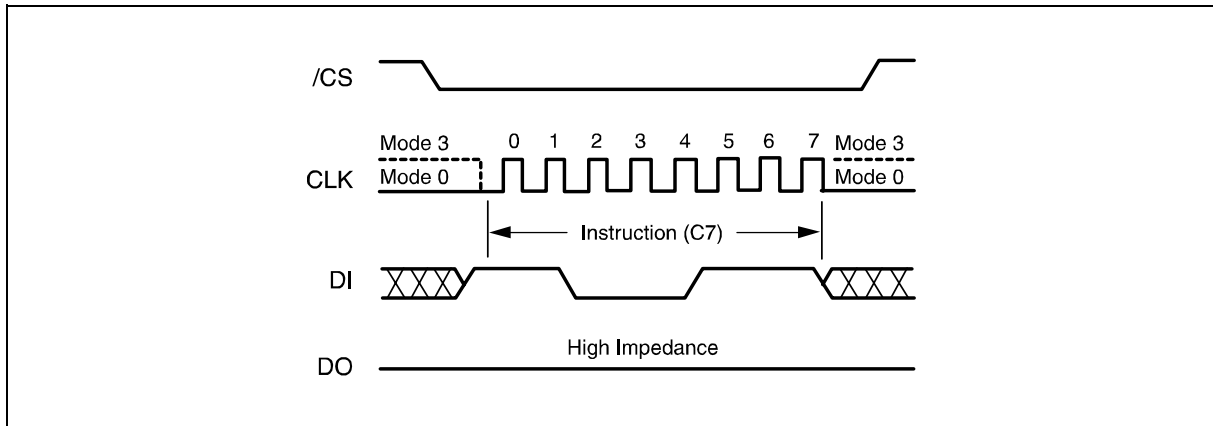 /CS
Mode 3 0 1 2 3 4 5 6 7 Mode 3
CLK Mode 0 Mode 0
Instruction (C7)
DI
High Impedance
DO